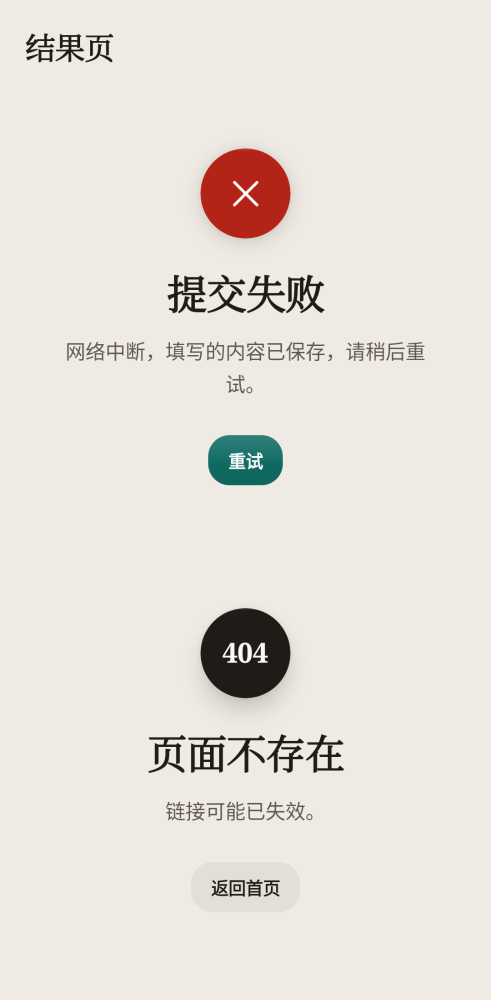 结果页
提交失败
网络中断，填写的内容已保存，请稍后重
试。
重试
404
页面不存在
链接可能已失效。
返回首页